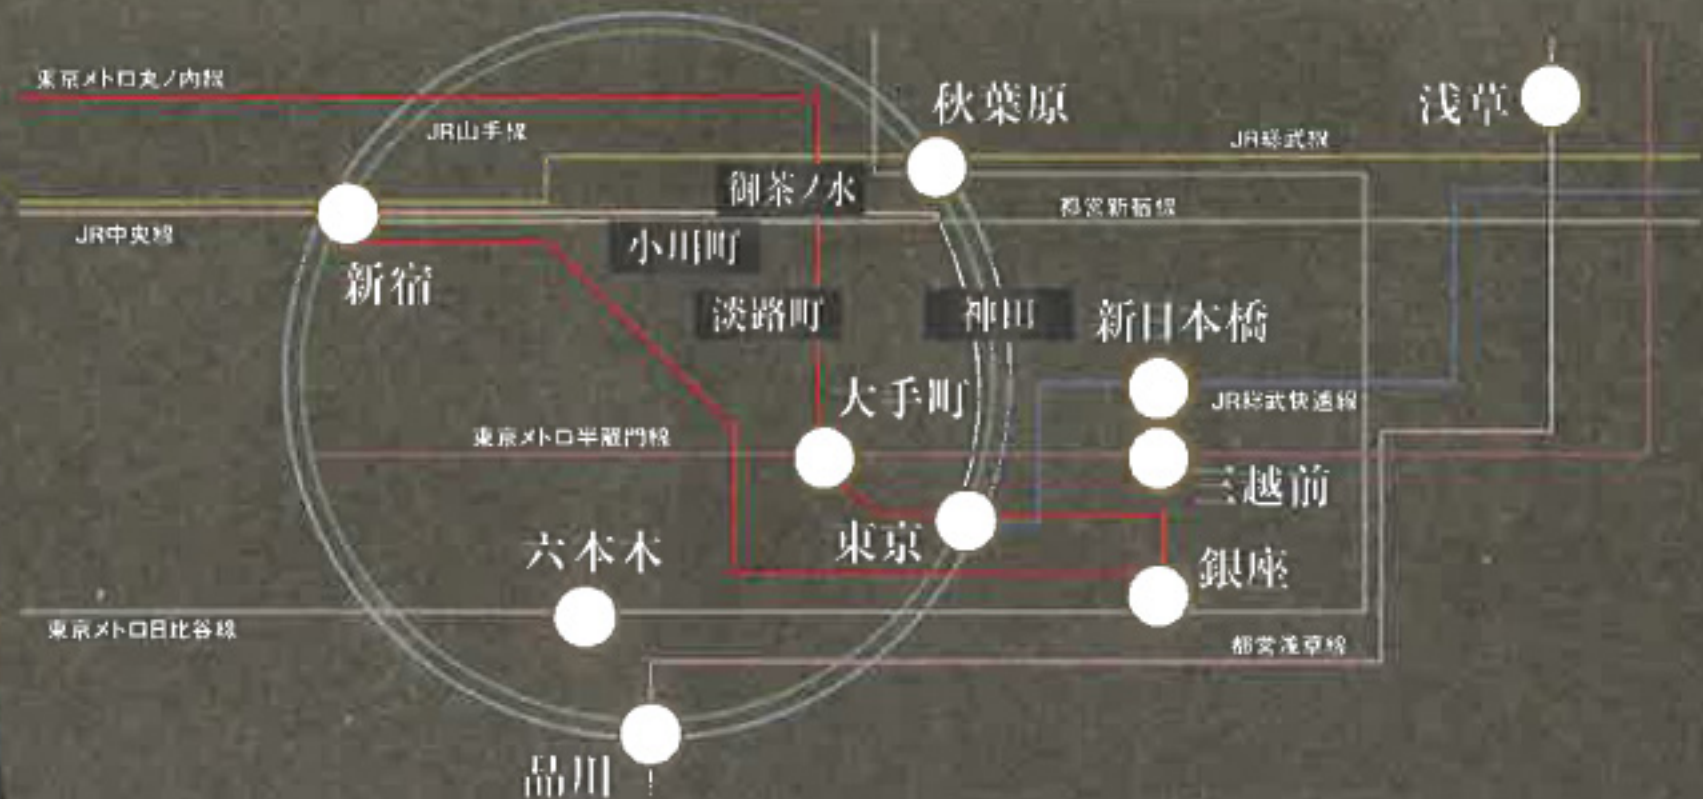 東京メトロ丸ノ内線
秋葉原
浅草
JR山手線
JR総武線
御茶ノ水
都営新宿線
JR中央線
小川町
新宿
淡路町
神田
新日本橋
大手町
JR総武快速線
東京メトロ半蔵門線
三越前
東京
六本木
銀座
東京メトロ日比谷線
都営浅草線
品川